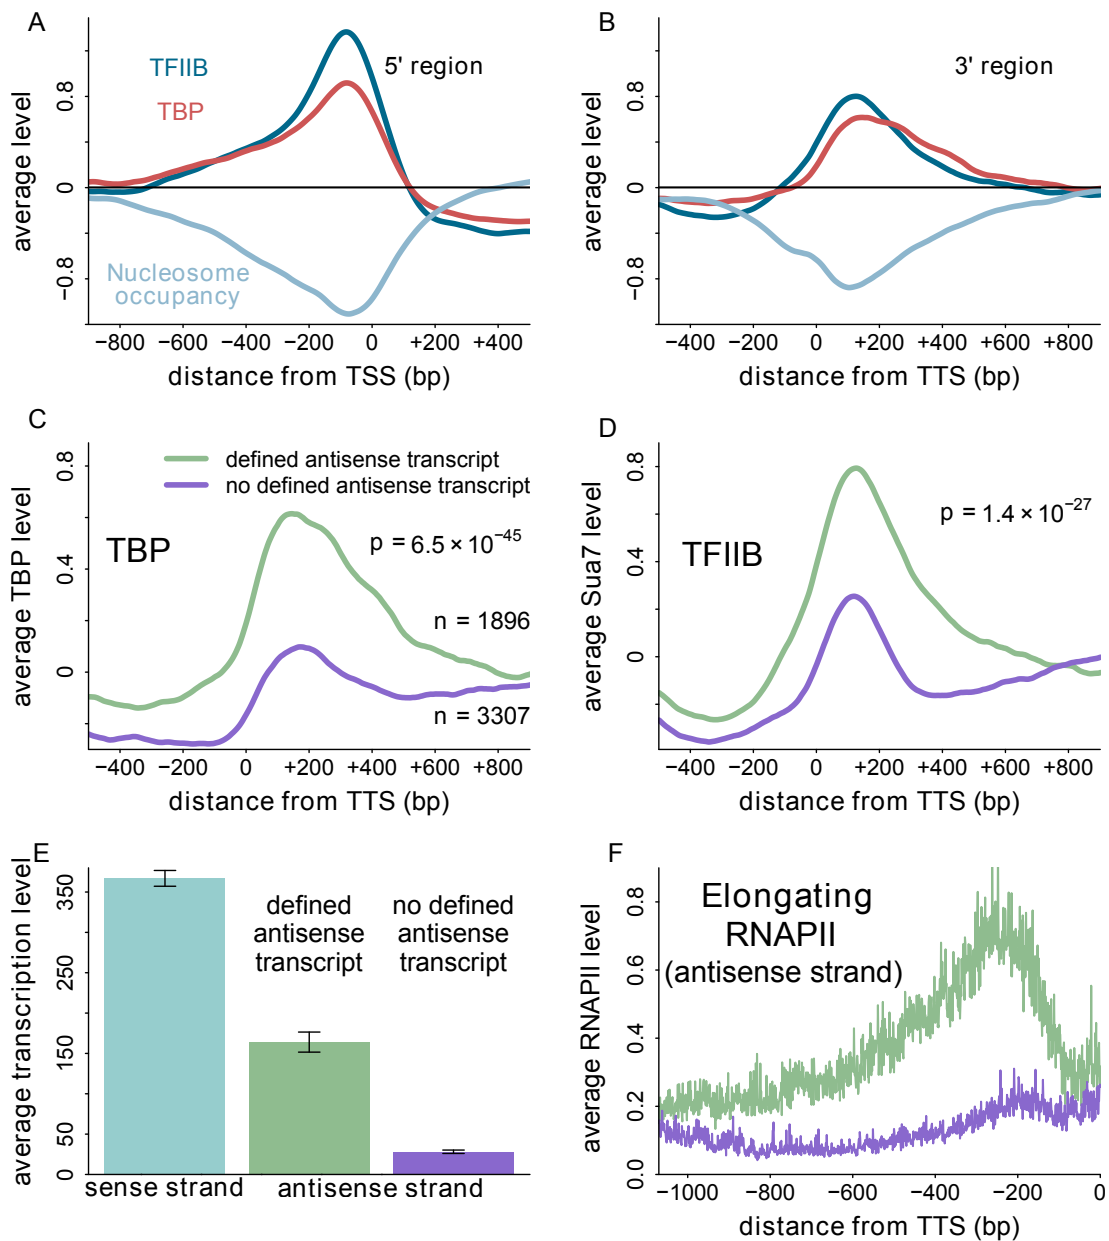 A
TFIIB
TBP
5' region
Nucleosome
occupancy
average level
0.8
0
−0.8
−800 −600 −400 −200 0 +200 +400
distance from TSS (bp)
B
3' region
average level
0.8
0
−0.8
−400 −200 0 +200 +400 +600 +800
distance from TTS (bp)
C
defined antisense transcript
no defined antisense transcript
TBP
p = 6.5 × 10−45
n = 1896
n = 3307
average TBP level
0.8
0.4
0
−400 −200 0 +200 +400 +600 +800
distance from TTS (bp)
D
TFIIB
p = 1.4 × 10−27
average Sua7 level
0.8
0.4
0
−400 −200 0 +200 +400 +600 +800
distance from TTS (bp)
E
defined
antisense
transcript
no defined
antisense
transcript
average transcription level
350
250
150
50
0
sense strand
antisense strand
F
Elongating
RNAPII
(antisense strand)
average RNAPII level
0.8
0.6
0.4
0.2
0.0
−1000 −800 −600 −400 −200 0
distance from TTS (bp)